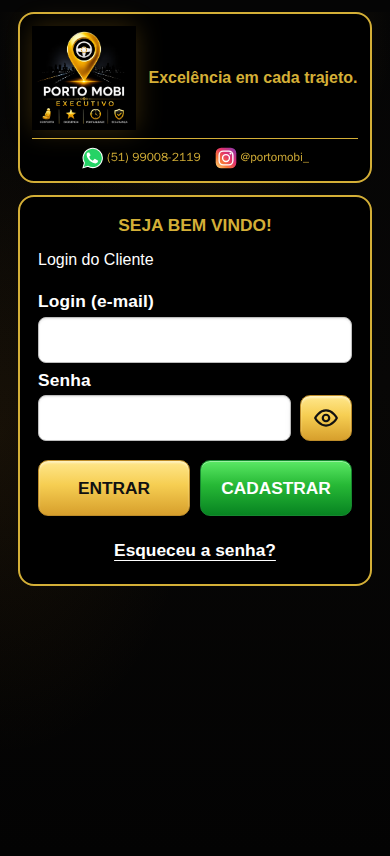 PORTO MOBI
EXECUTIVO
Excelência em cada trajeto.
(51) 99008-2119 @portomobi_
SEJA BEM VINDO!
Login do Cliente
Login (e-mail)
Senha
ENTRAR CADASTRAR
Esqueceu a senha?